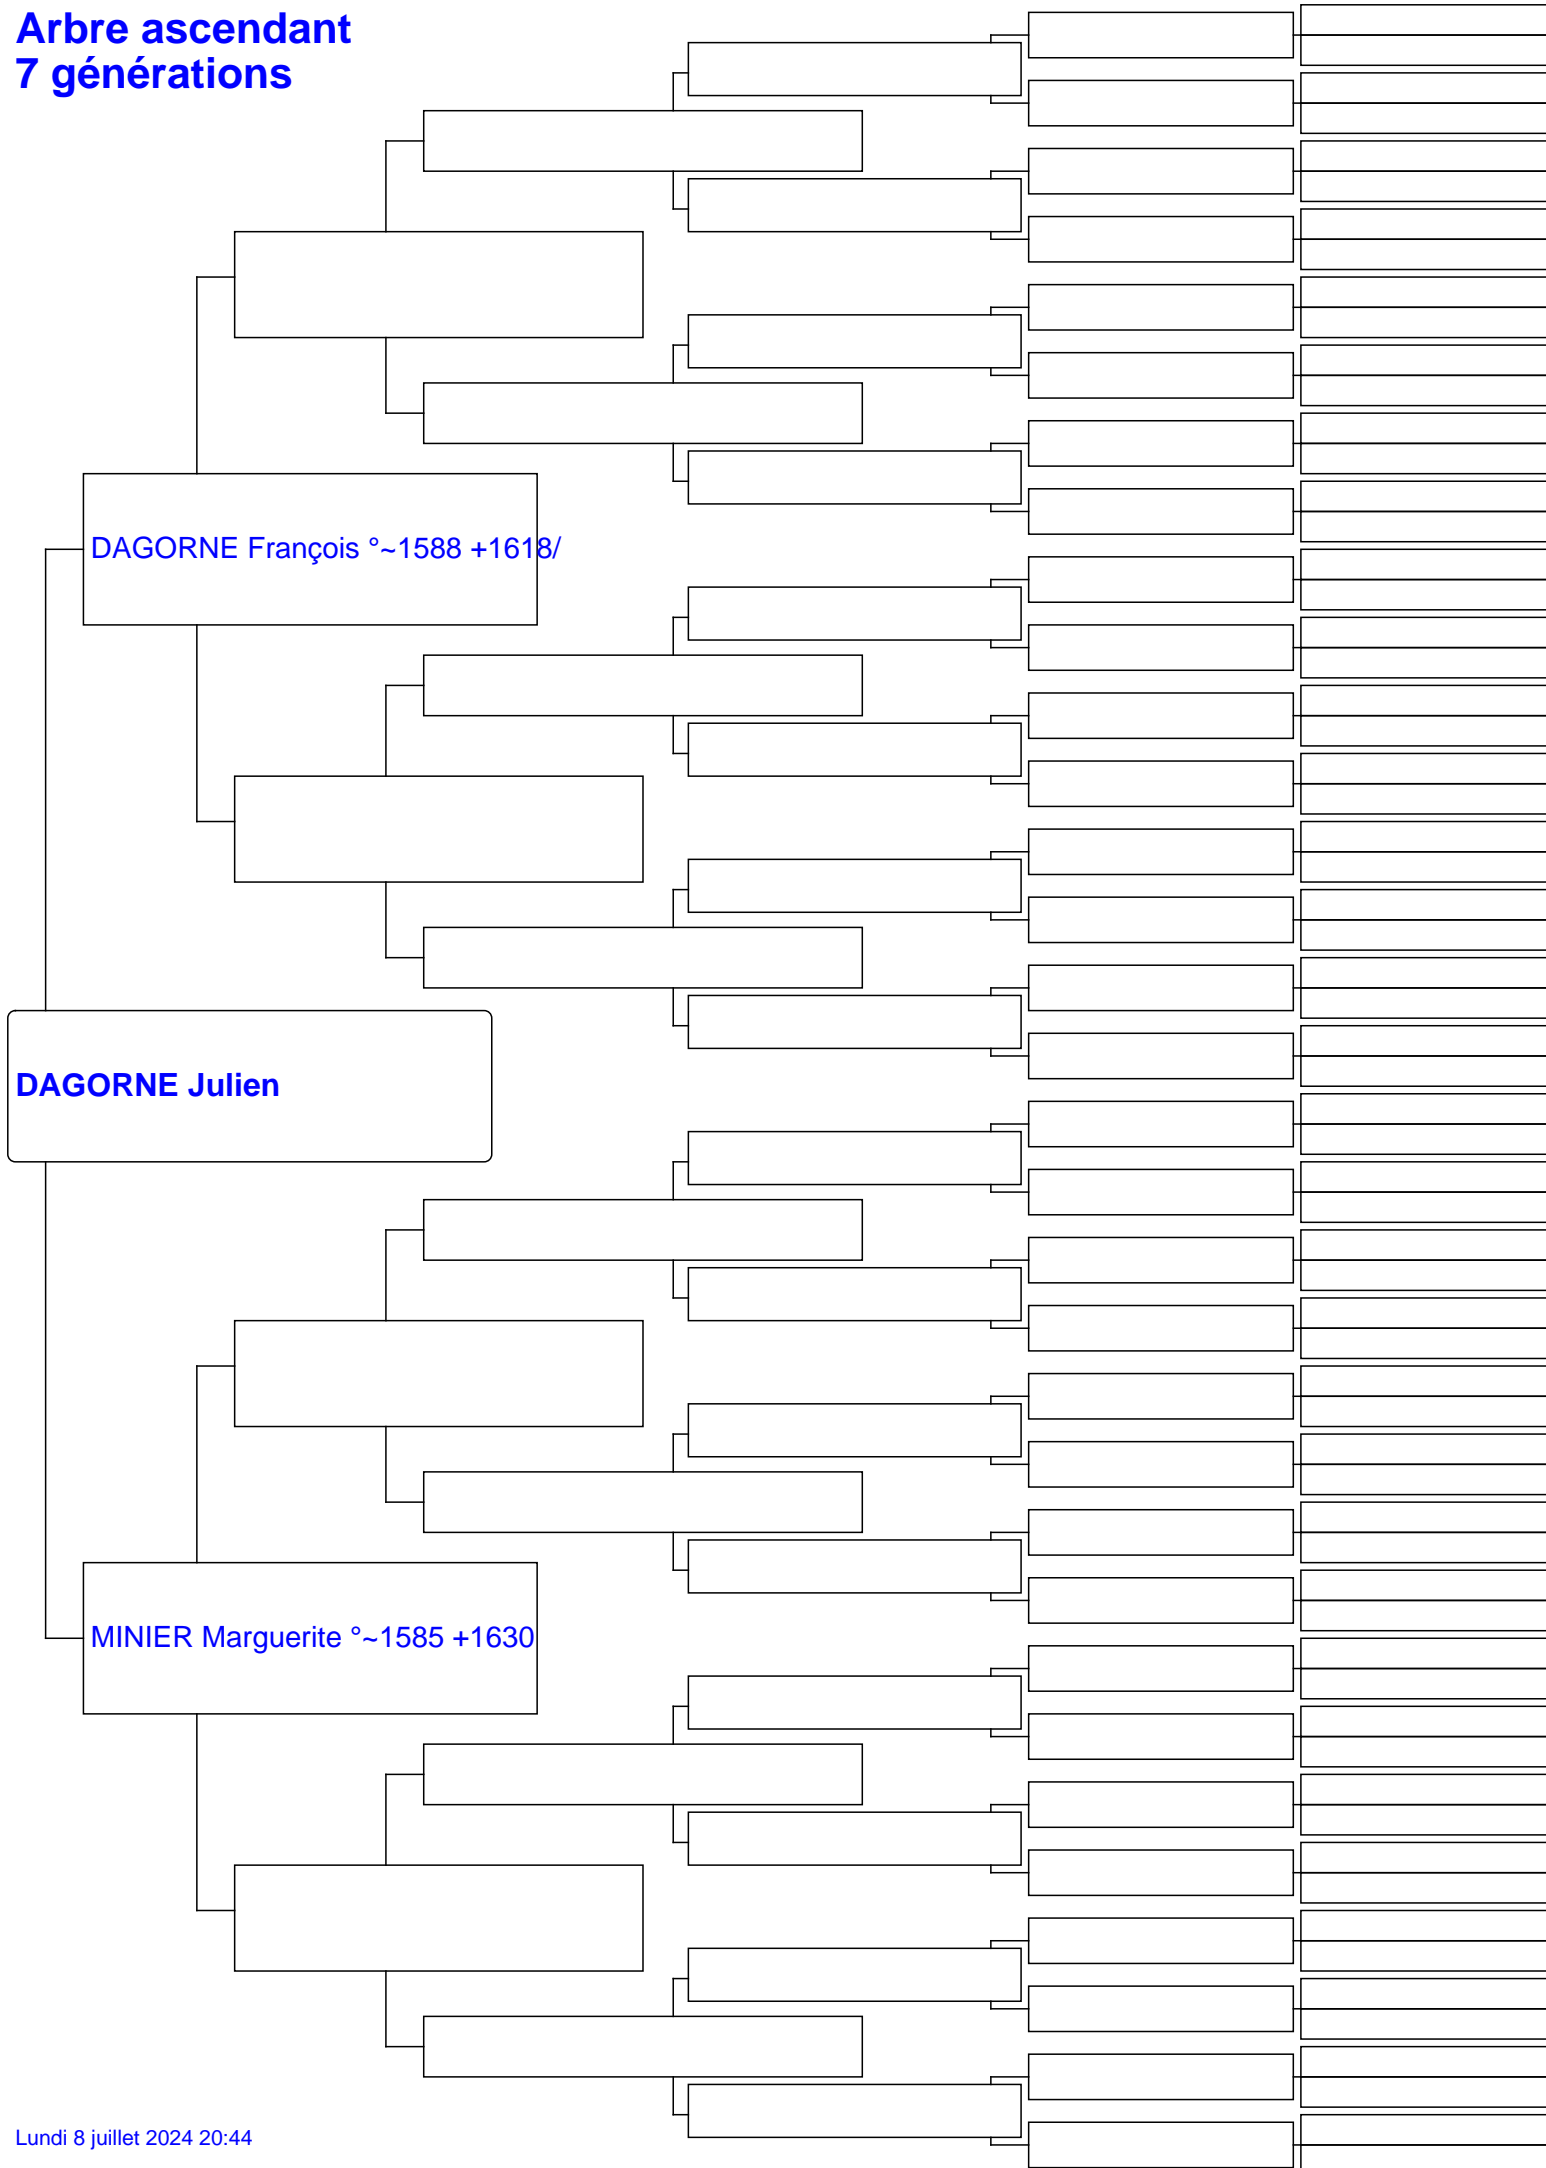 Arbre ascendant
7 générations
DAGORNE François °~1588 +1618/
DAGORNE Julien
MINIER Marguerite °~1585 +1630
Lundi 8 juillet 2024 20:44